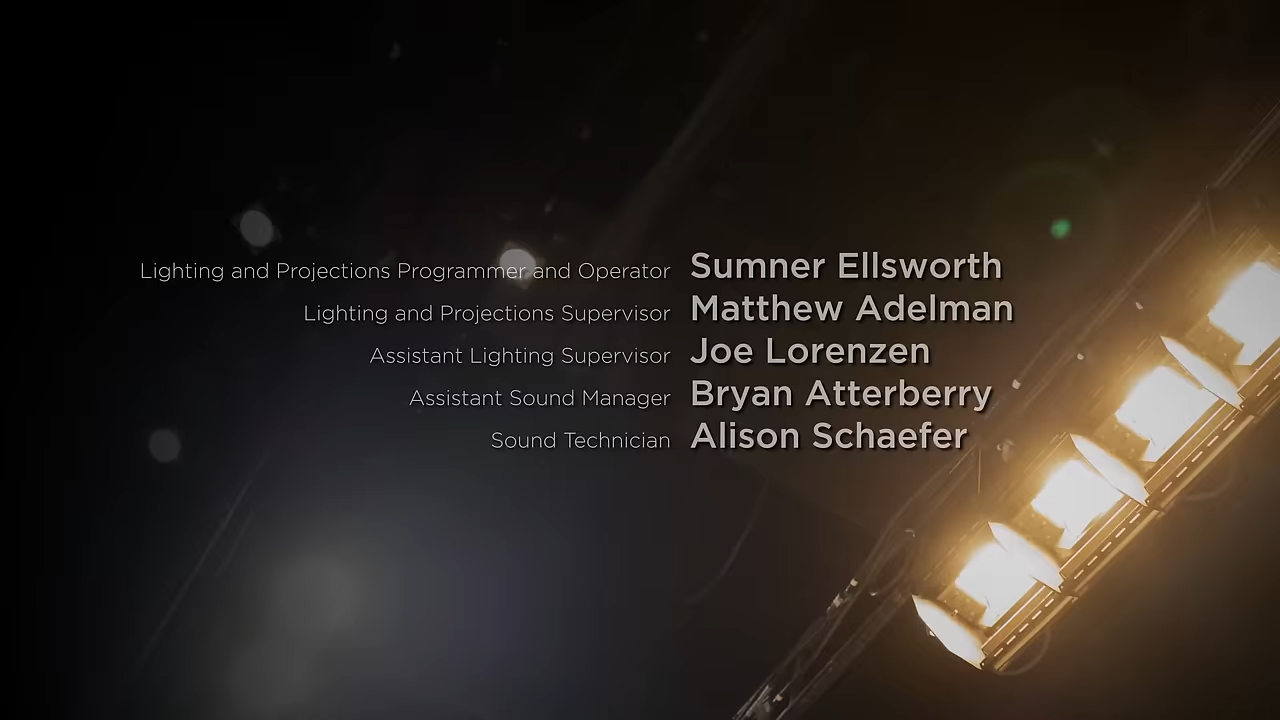 Lighting and Projections Programmer and Operator Sumner Ellsworth
Lighting and Projections Supervisor Matthew Adelman
Assistant Lighting Supervisor Joe Lorenzen
Assistant Sound Manager Bryan Atterberry
Sound Technician Alison Schaefer